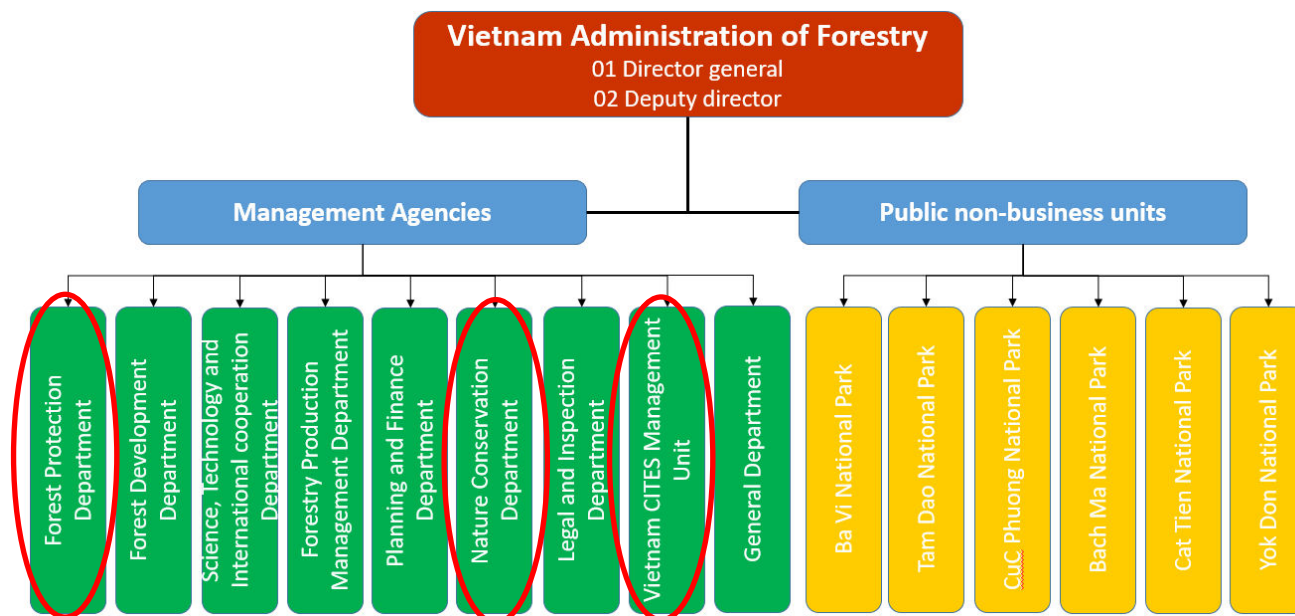 Vietnam Administration of Forestry
01 Director general
02 Deputy director
Management Agencies
Public non-business units
Forest Protection
Department
Forest Development
Department
Science, Technology and
International cooperation
Department
Forestry Production
Management Department
Planning and Finance
Department
Nature Conservation
Department
Legal and Inspection
Department
Vietnam CITES Management
Unit
General Department
Ba Vi National Park
Tam Dao National Park
CuC Phuong National Park
Bach Ma National Park
Cat Tien National Park
Yok Don National Park